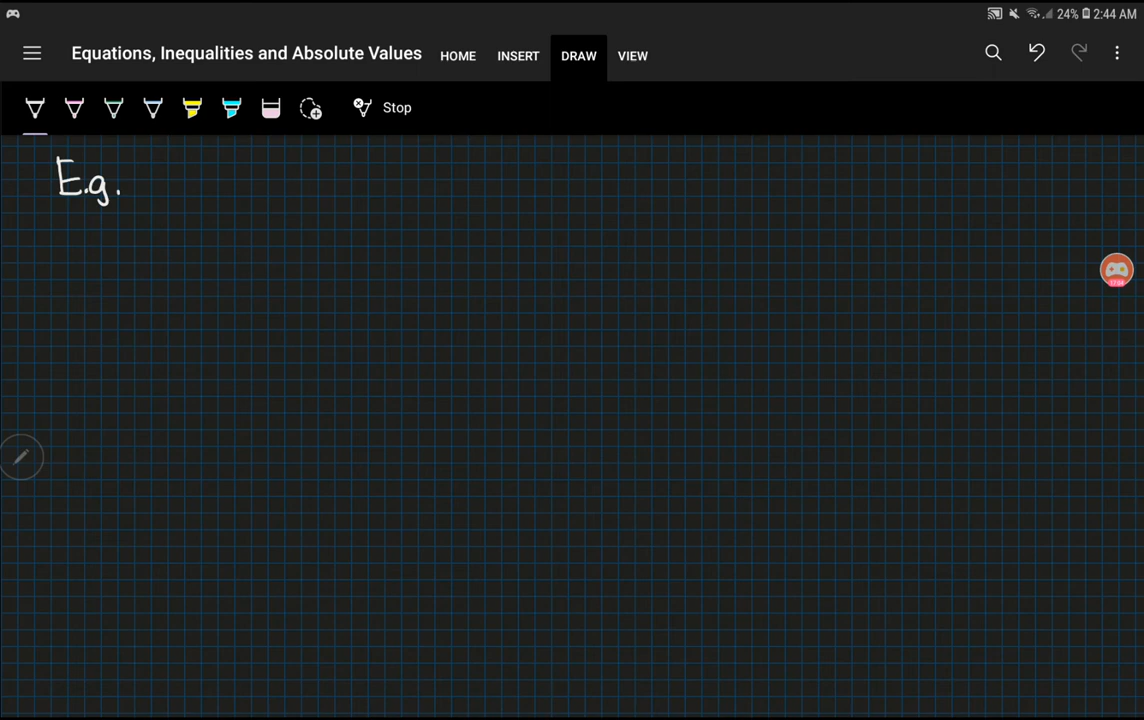 24% 2:44 AM
Equations, Inequalities and Absolute Values HOME INSERT DRAW VIEW
Stop
E.g.